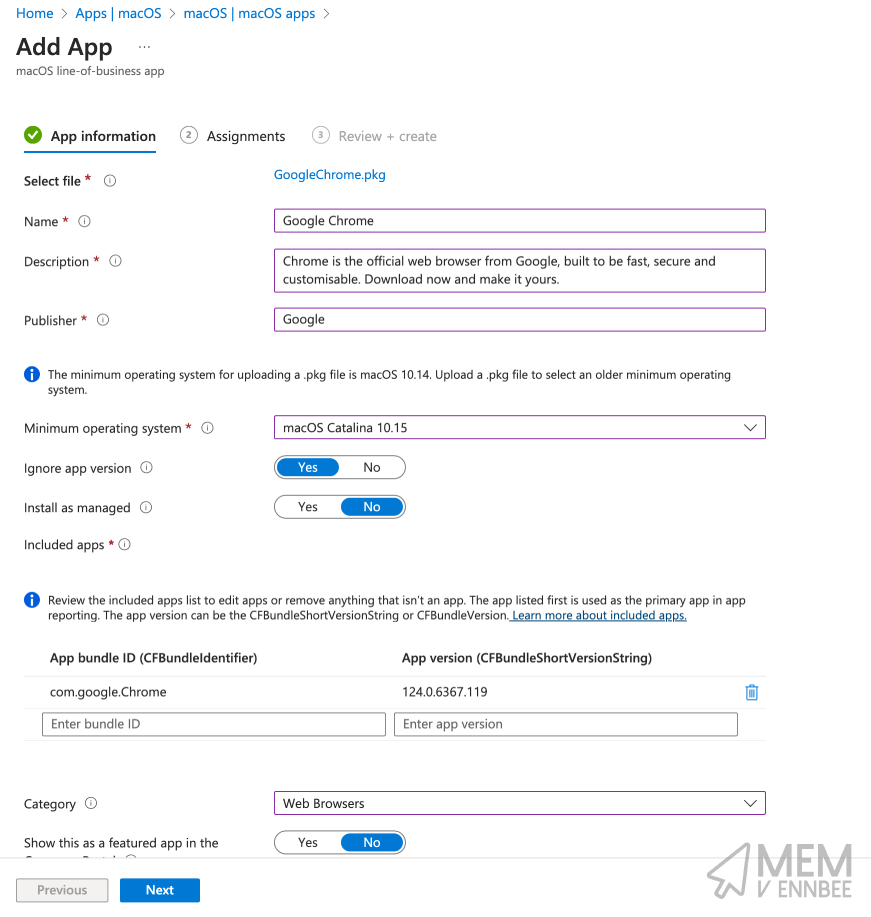 Home > Apps | macOS > macOS | macOS apps >
Add App ...
macOS line-of-business app
App information 2 Assignments 3 Review + create
Select file * GoogleChrome.pkg
Name * Google Chrome
Description * Chrome is the official web browser from Google, built to be fast, secure and
customisable. Download now and make it yours.
Publisher * Google
The minimum operating system for uploading a .pkg file is macOS 10.14. Upload a .pkg file to select an older minimum operating
system.
Minimum operating system * macOS Catalina 10.15
Ignore app version Yes No
Install as managed Yes No
Included apps *
Review the included apps list to edit apps or remove anything that isn't an app. The app listed first is used as the primary app in app
reporting. The app version can be the CFBundleShortVersionString or CFBundleVersion. Learn more about included apps.
App bundle ID (CFBundleIdentifier) App version (CFBundleShortVersionString)
com.google.Chrome 124.0.6367.119
Enter bundle ID Enter app version
Category Web Browsers
Show this as a featured app in the Yes No
Previous Next
MEM
V ENNBEE